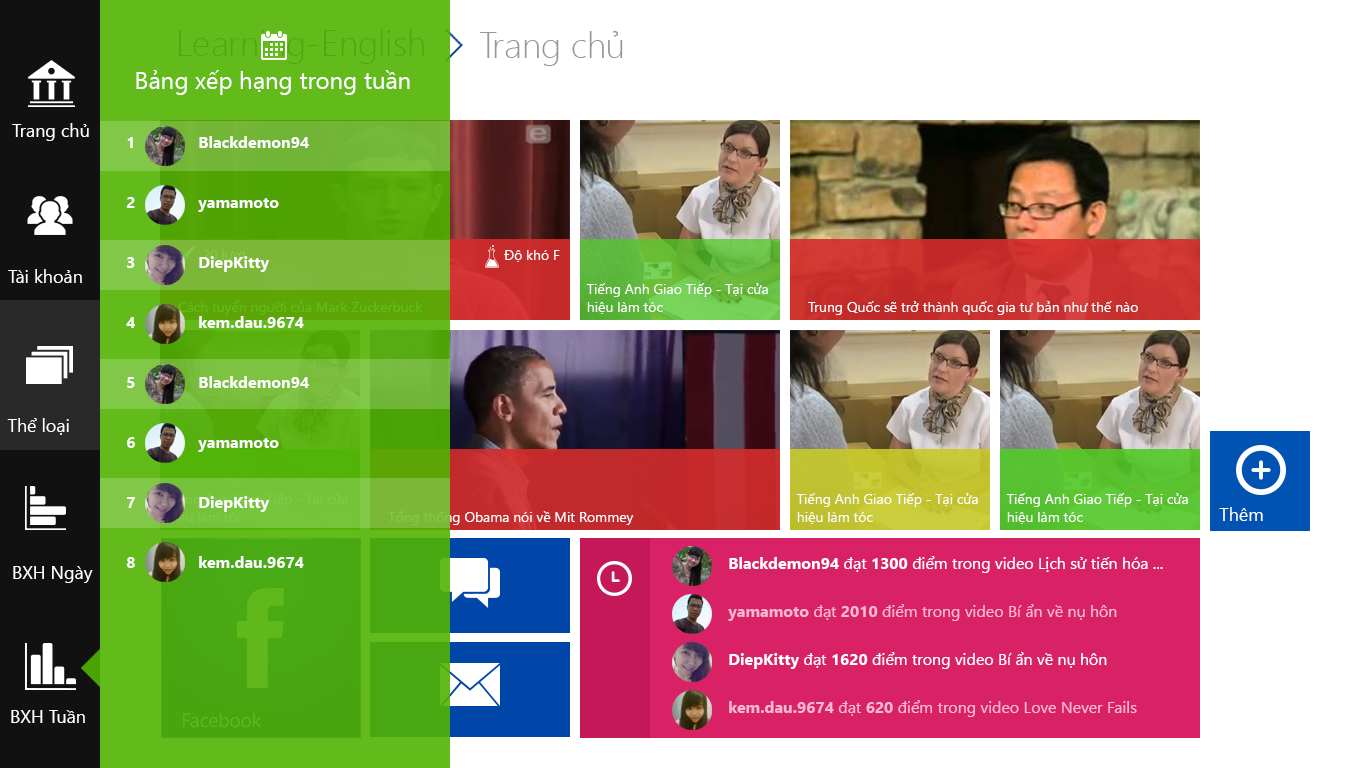 Trang chủ
Tài khoản
Thể loại
BXH Ngày
BXH Tuần
Learning-English
Trang chủ
Bảng xếp hạng trong tuần
1 Blackdemon94
2 yamamoto
3 DiepKitty
4 kem.dau.9674
5 Blackdemon94
6 yamamoto
7 DiepKitty
8 kem.dau.9674
Độ khó F
Cách tuyển người của Mark Zuckerbuck
Tiếng Anh Giao Tiếp - Tại cửa
hiệu làm tóc
Trung Quốc sẽ trở thành quốc gia tư bản như thế nào
Tiếng Anh Giao Tiếp - Tại cửa
hiệu làm tóc
Tổng thống Obama nói về Mit Rommey
Tiếng Anh Giao Tiếp - Tại cửa
hiệu làm tóc
Tiếng Anh Giao Tiếp - Tại cửa
hiệu làm tóc
Thêm
Facebook
Blackdemon94 đạt 1300 điểm trong video Lịch sử tiến hóa ...
yamamoto đạt 2010 điểm trong video Bí ẩn về nụ hôn
DiepKitty đạt 1620 điểm trong video Bí ẩn về nụ hôn
kem.dau.9674 đạt 620 điểm trong video Love Never Fails